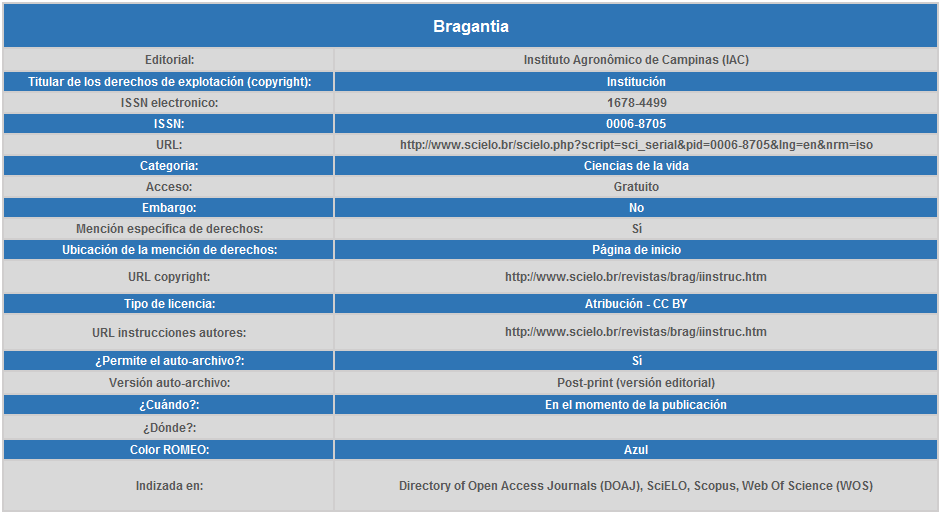 Bragantia
Editorial: Instituto Agronômico de Campinas (IAC)
Titular de los derechos de explotación (copyright): Institución
ISSN electronico: 1678-4499
ISSN: 0006-8705
URL: http://www.scielo.br/scielo.php?script=sci_serial&pid=0006-8705&lng=en&nrm=iso
Categoria: Ciencias de la vida
Acceso: Gratuito
Embargo: No
Mención específica de derechos: Sí
Ubicación de la mención de derechos: Página de inicio
URL copyright: http://www.scielo.br/revistas/brag/iinstruc.htm
Tipo de licencia: Atribución - CC BY
URL instrucciones autores: http://www.scielo.br/revistas/brag/iinstruc.htm
¿Permite el auto-archivo?: Sí
Versión auto-archivo: Post-print (versión editorial)
¿Cuándo?: En el momento de la publicación
¿Dónde?:
Color ROMEO: Azul
Indizada en: Directory of Open Access Journals (DOAJ), SciELO, Scopus, Web Of Science (WOS)